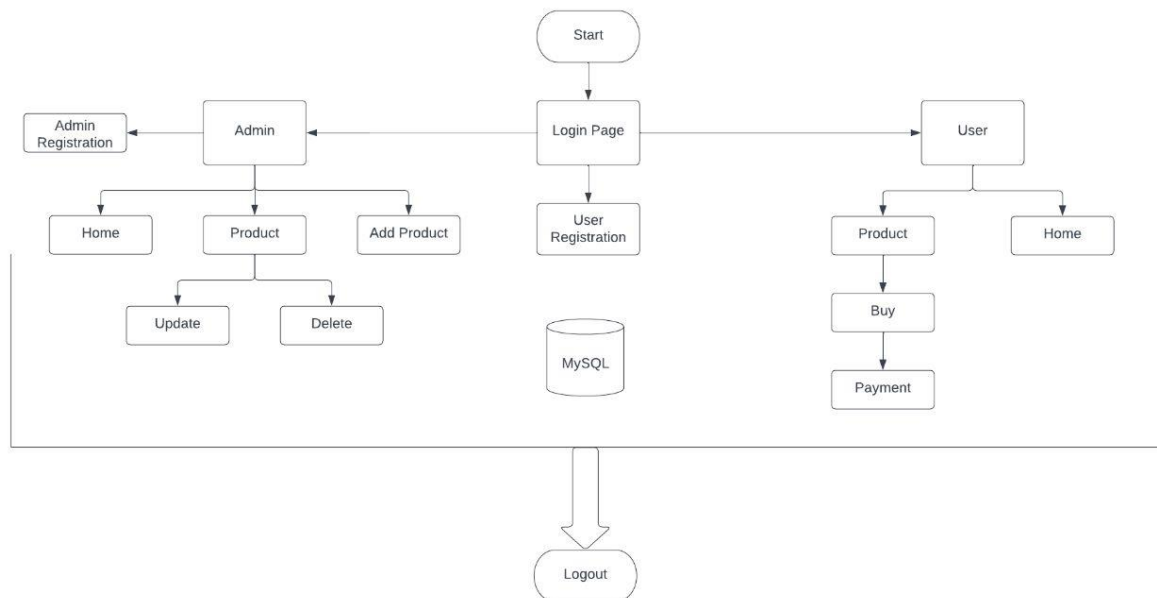 Start
Admin
Registration
Admin
Login Page
User
Home
Product
Add Product
User
Registration
Product
Home
Update
Delete
Buy
MySQL
Payment
Logout